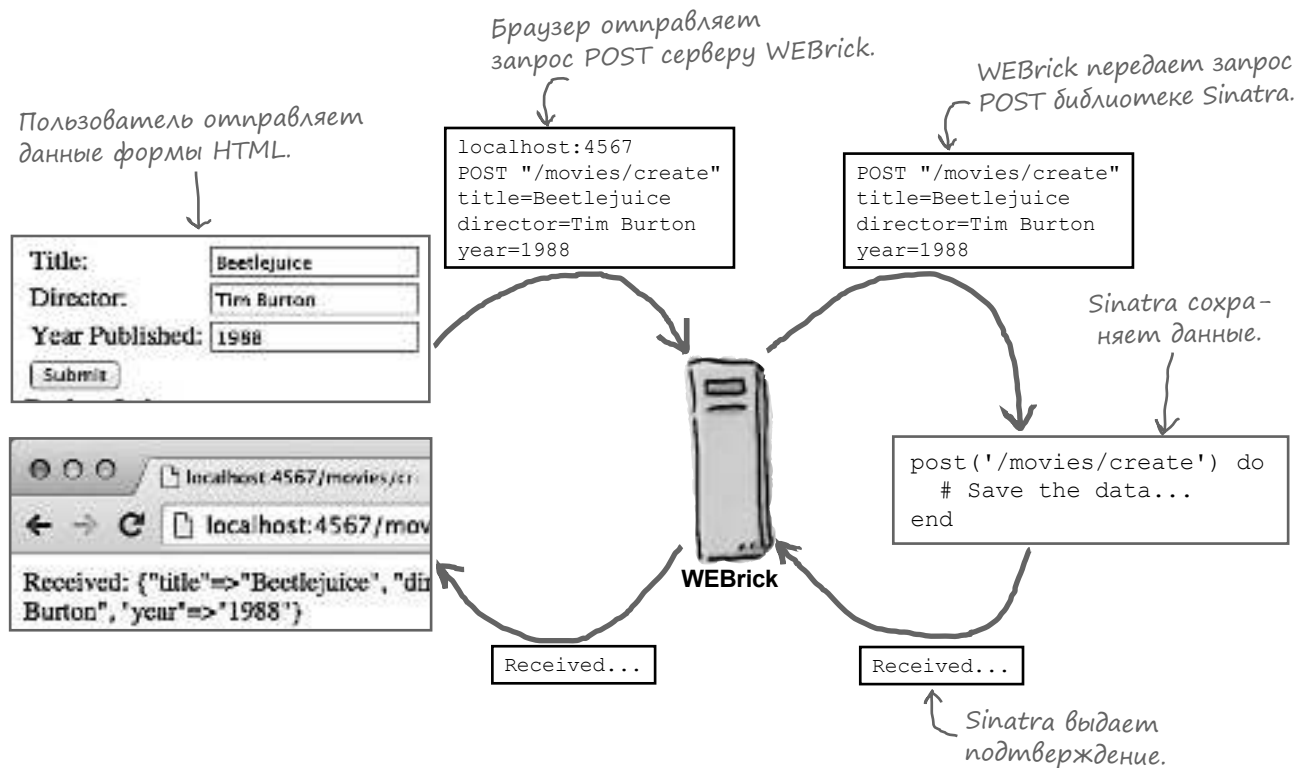 Браузер отправляет
запрос POST серверу WEBrick.
WEBrick передает запрос
POST библиотеке Sinatra.
Пользователь отправляет
данные формы HTML.
localhost:4567
POST "/movies/create"
title=Beetlejuice
director=Tim Burton
year=1988
POST "/movies/create"
title=Beetlejuice
director=Tim Burton
year=1988
Title: Beetlejuice
Director: Tim Burton
Year Published: 1988
Submit
Sinatra сохра-
няет данные.
post('/movies/create') do
# Save the data...
end
localhost:4567/movies/cr
localhost:4567/mov
Received: {"title"=>"Beetlejuice", "dir
Burton", "year"=>"1988"}
WEBrick
Received...
Received...
Sinatra выдает
подтверждение.